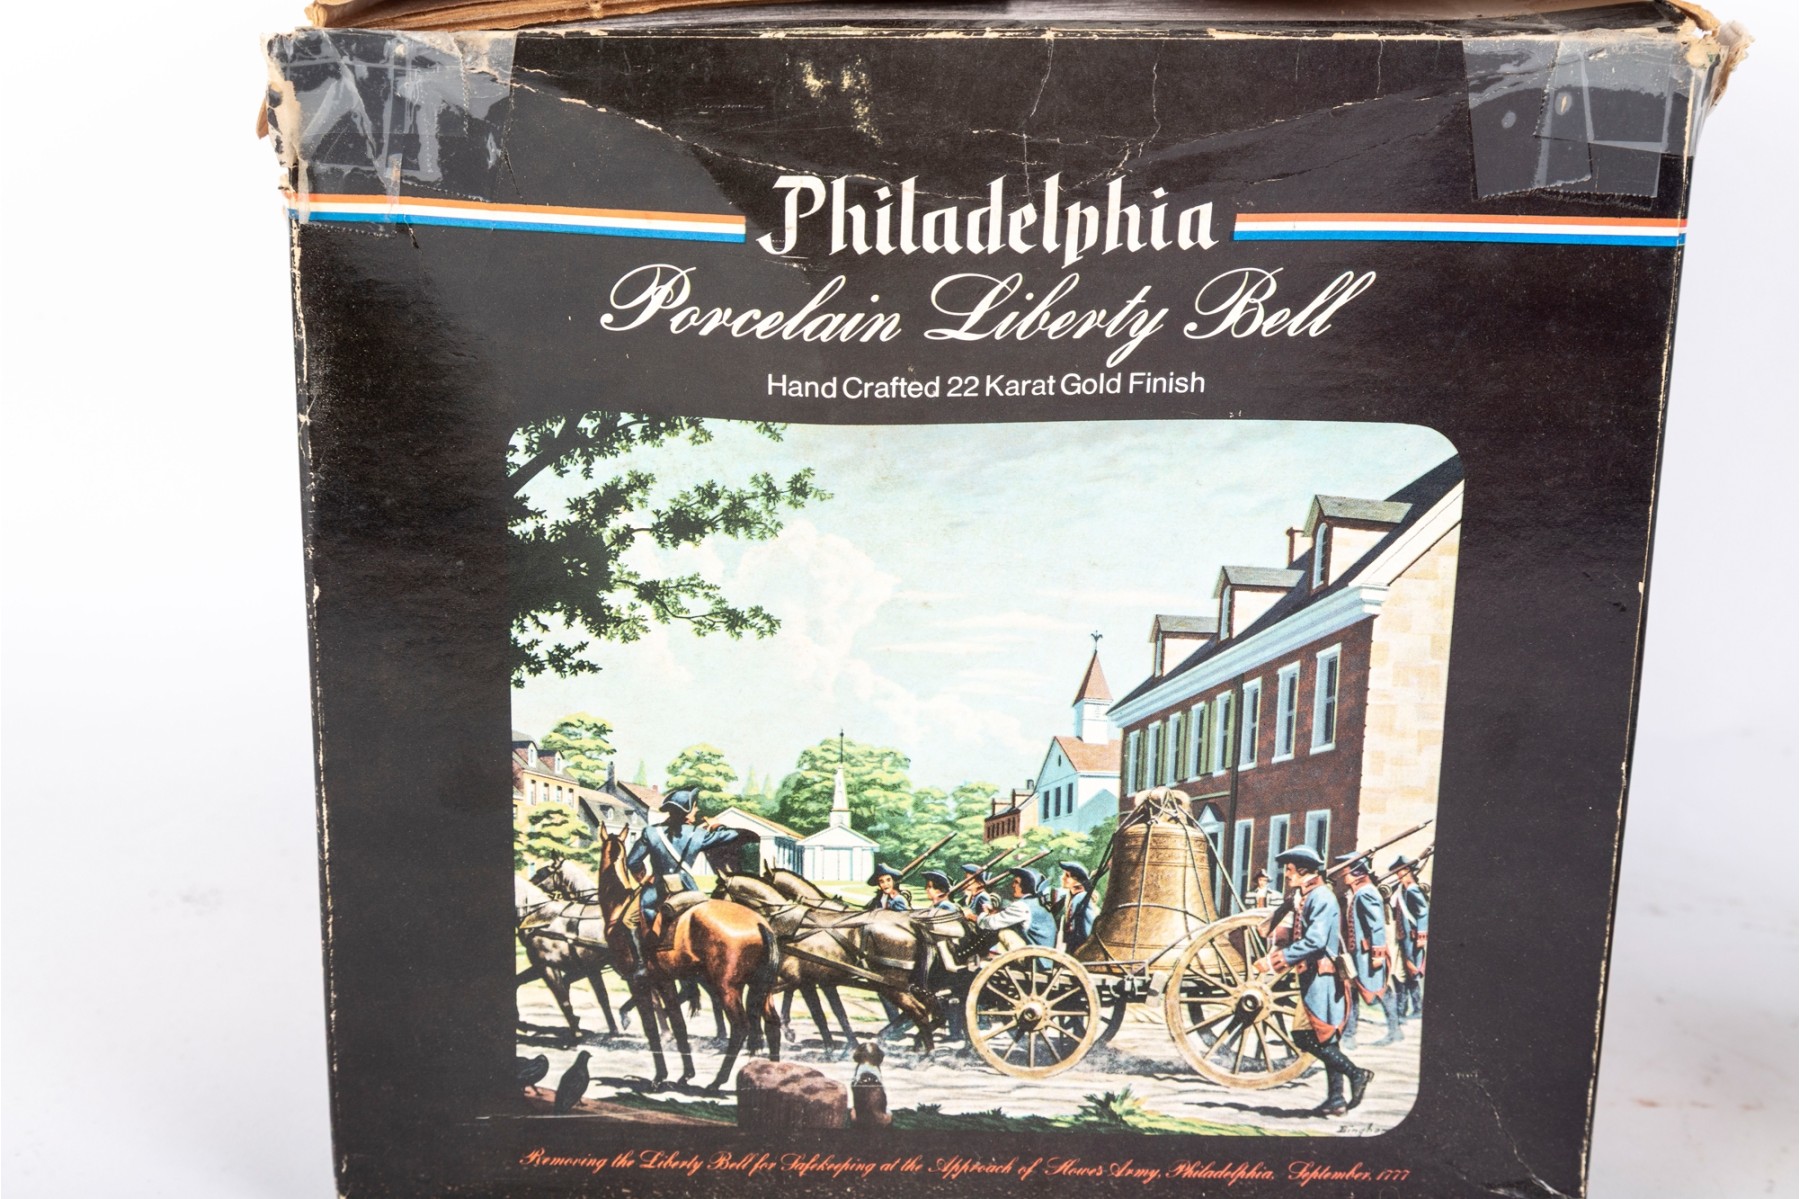 Philadelphia
Porcelain Liberty Bell
Hand Crafted 22 Karat Gold Finish
Removing the Liberty Bell for Safekeeping at the Approach of Howe's Army, Philadelphia. September, 1777